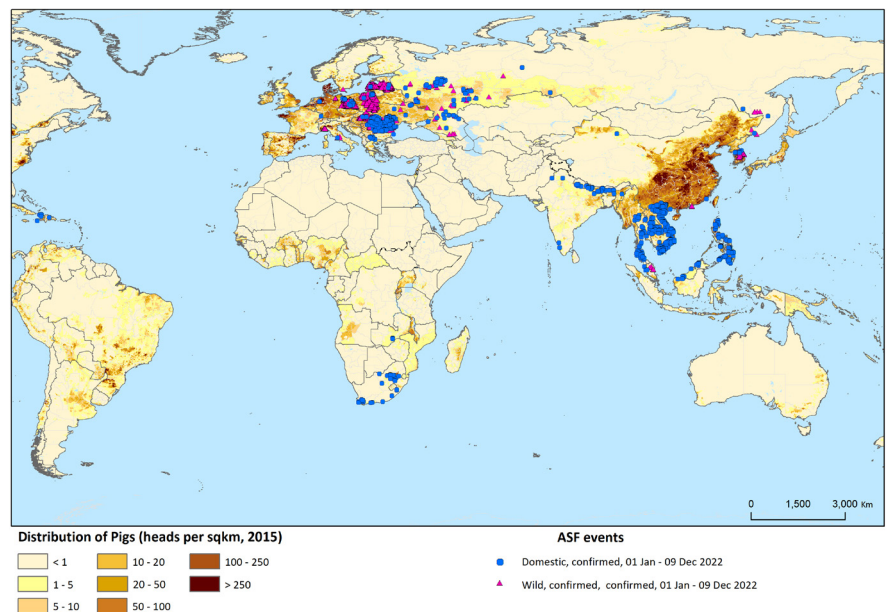 0 1,500 3,000 Km
Distribution of Pigs (heads per sqkm, 2015)
ASF events
< 1 10 - 20 100 - 250
Domestic, confirmed, 01 Jan - 09 Dec 2022
1 - 5 20 - 50 > 250
Wild, confirmed, confirmed, 01 Jan - 09 Dec 2022
5 - 10 50 - 100